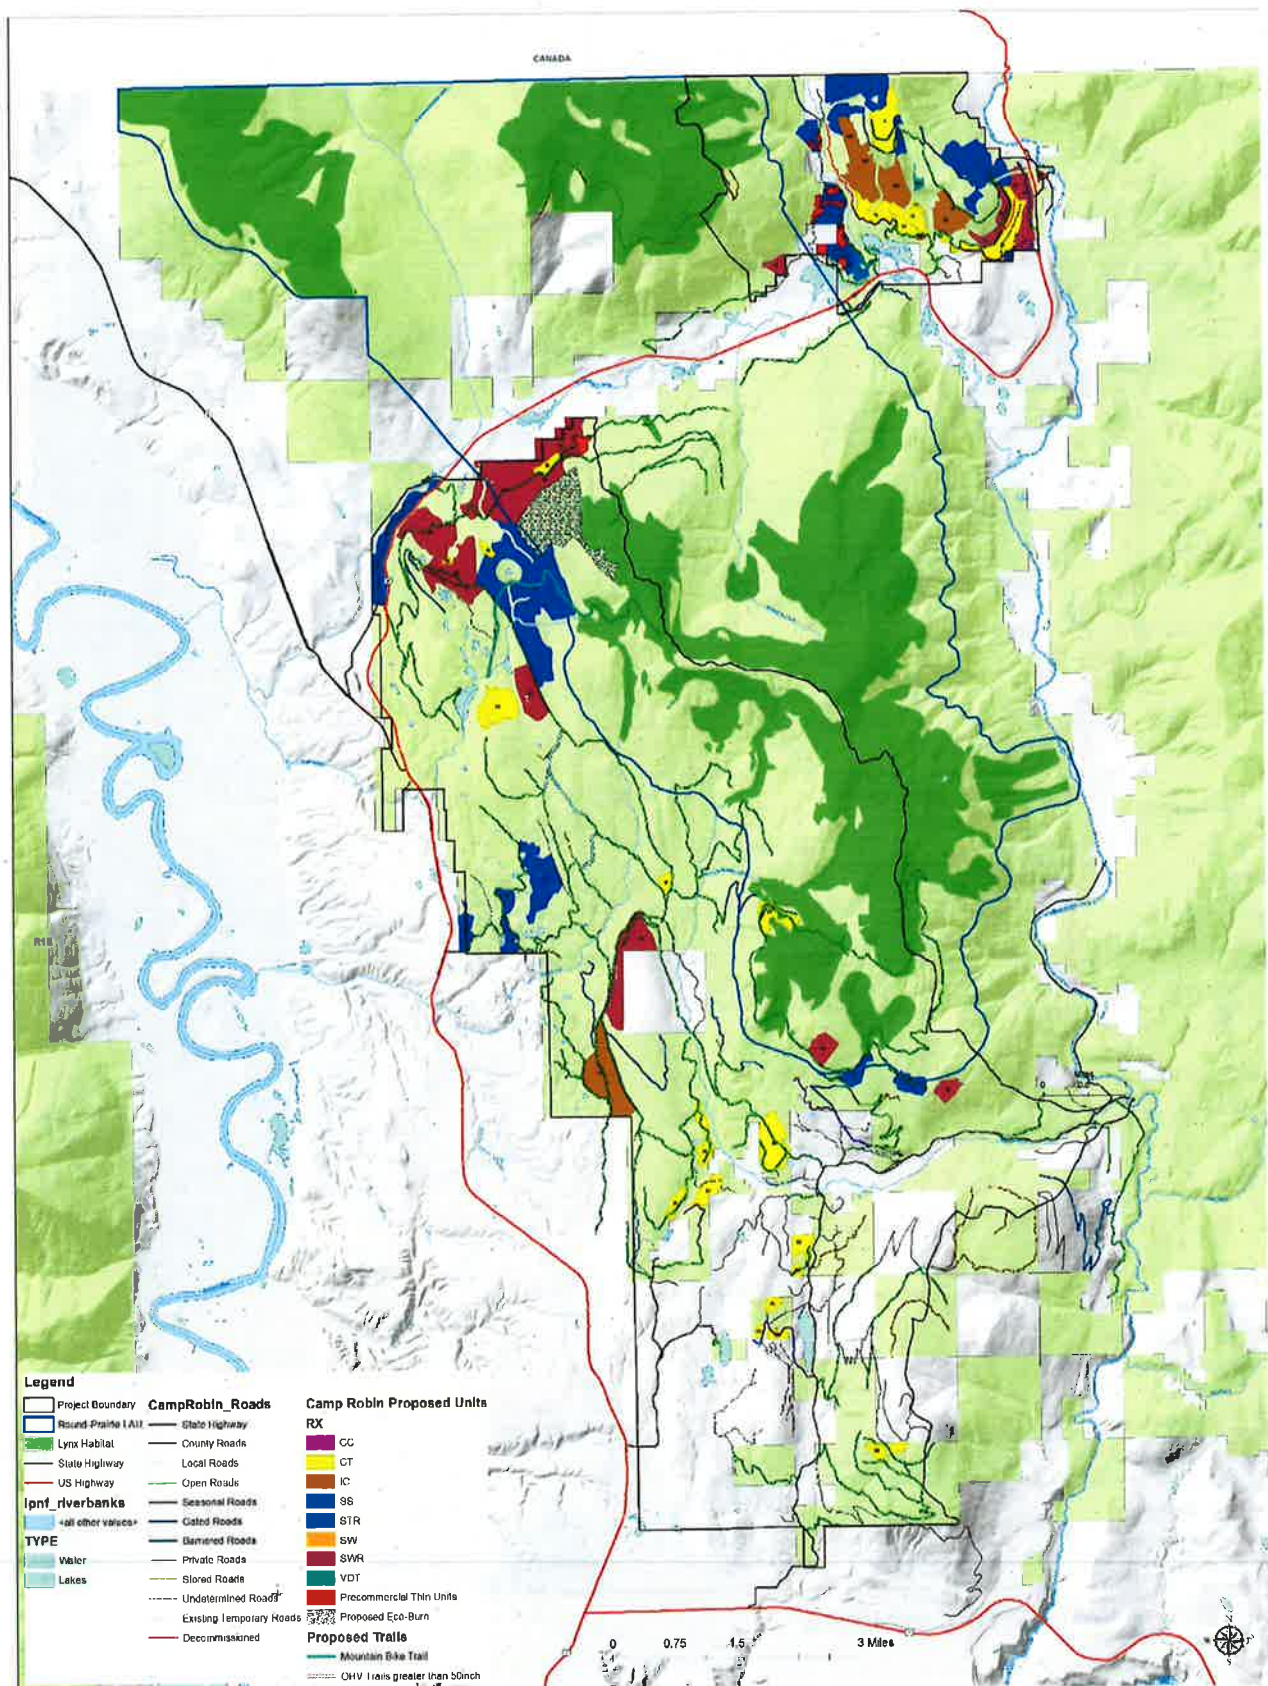 CANADA
Legend
Project Boundary
Round-Prairie LAU
Lynx Habitat
State Highway
US Highway
ipnf_riverbanks
<all other values>
TYPE
Water
Lakes
CampRobin_Roads
State Highway
County Roads
Local Roads
Open Roads
Seasonal Roads
Gated Roads
Barriered Roads
Private Roads
Stored Roads
Undetermined Roads
Existing Temporary Roads
Decommissioned
Camp Robin Proposed Units
RX
CC
CT
IC
SS
STR
SW
SWR
VDT
Precommercial Thin Units
Proposed Eco-Burn
Proposed Trails
Mountain Bike Trail
OHV Trails greater than 50inch
0 0.75 1.5 3 Miles
S